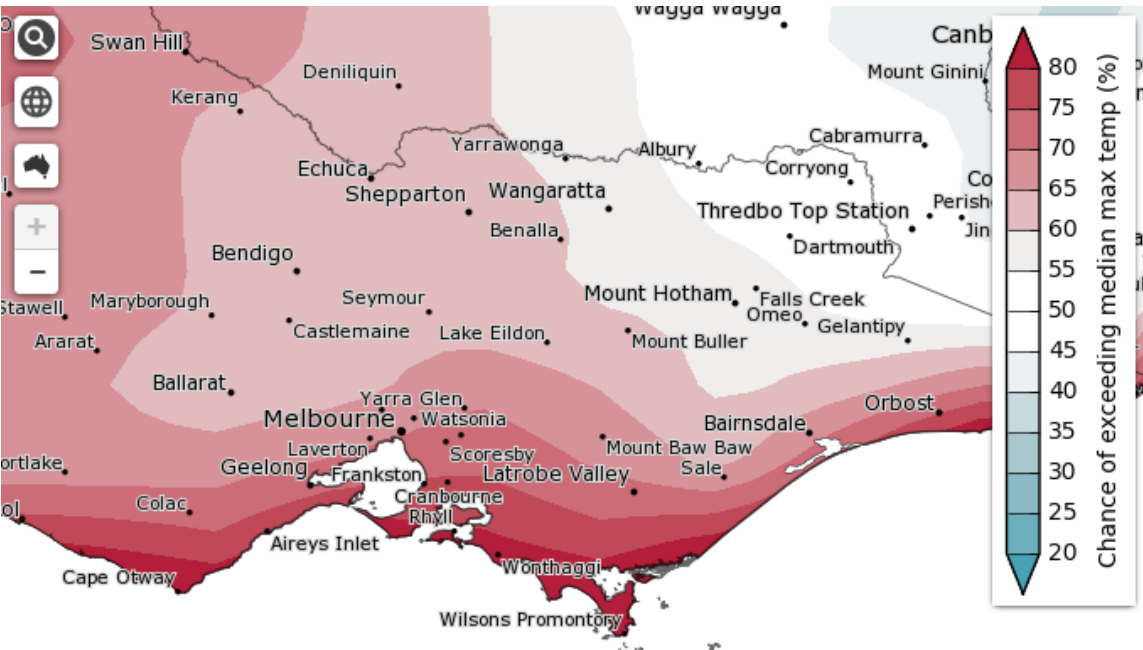 Wagga Wagga
Canb
Swan Hill
Deniliquin
Mount Ginini
Kerang
Cabramurra
Yarrawonga
Albury
Echuca
Corryong
Shepparton
Wangaratta
Co
Perish
Thredbo Top Station
Benalla
Jin
Dartmouth
Bendigo
Mount Hotham
Falls Creek
Stawell
Maryborough
Seymour
Omeo
Gelantipy
Castlemaine
Lake Eildon
Mount Buller
Ararat
Ballarat
Yarra Glen
Orbost
Melbourne
Watsonia
Bairnsdale
Laverton
Scoresby
Mount Baw Baw
ortlake
Geelong
Frankston
Latrobe Valley
Sale
Colac
Cranbourne
ol
Rhyll
Aireys Inlet
Wonthaggi
Cape Otway
Wilsons Promontory
+
−
80
75
70
65
60
55
50
45
40
35
30
25
20
Chance of exceeding median max temp (%)